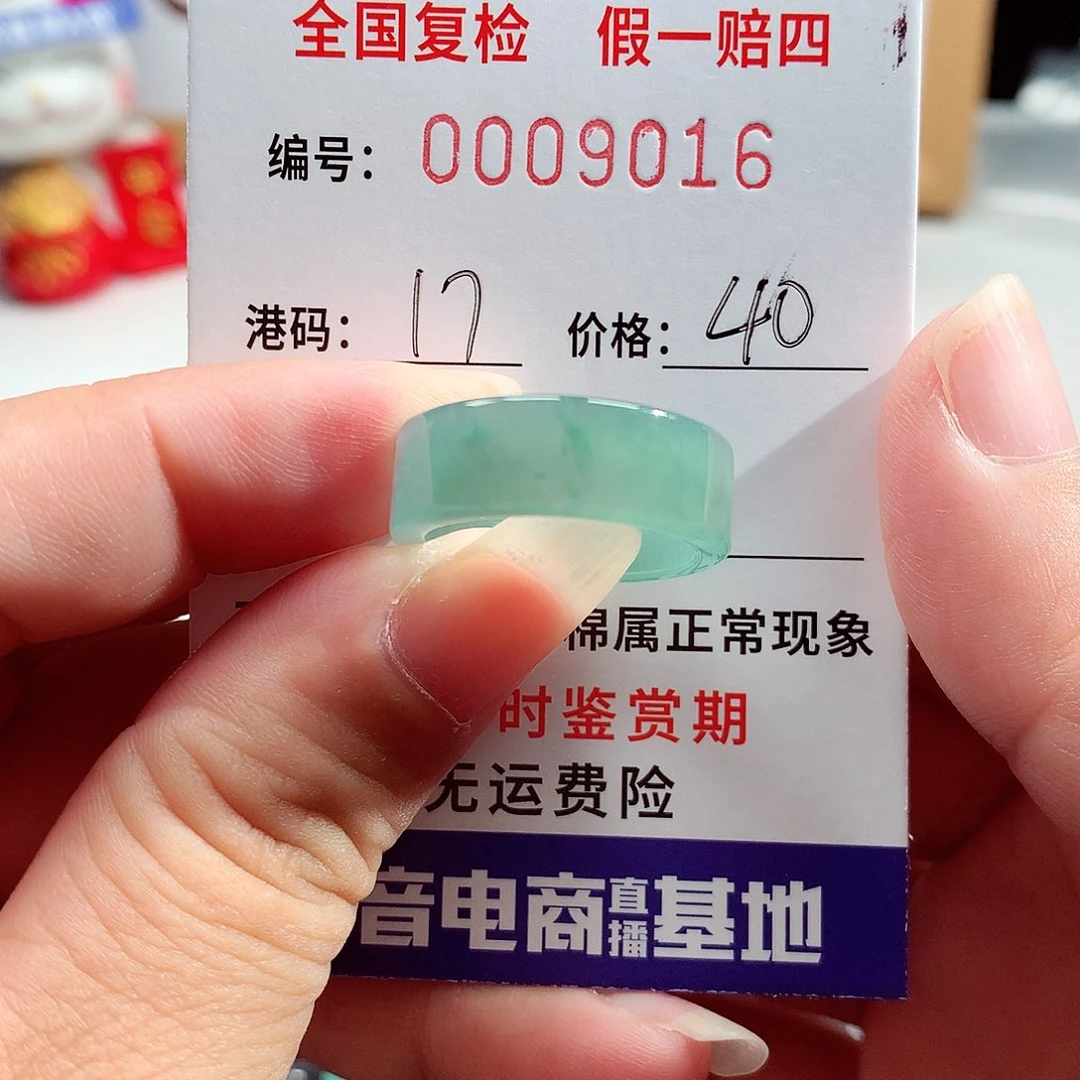 全国复检 假一赔四
编号： 0009016
港码： 17 价格： 40
棉属正常现象
时鉴赏期
无运费险
音电商直播基地